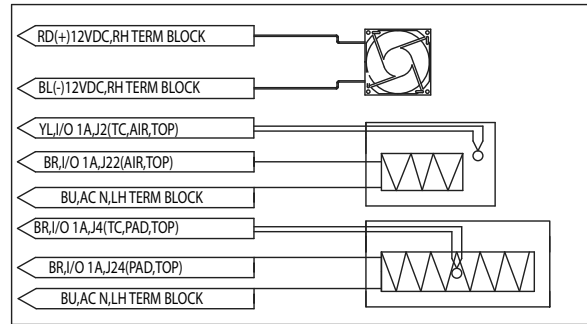 RD(+)12VDC,RH TERM BLOCK
BL(-)12VDC,RH TERM BLOCK
YL,I/O 1A,J2(TC,AIR,TOP)
BR,I/O 1A,J22(AIR,TOP)
BU,AC N,LH TERM BLOCK
BR,I/O 1A,J4(TC,PAD,TOP)
BR,I/O 1A,J24(PAD,TOP)
BU,AC N,LH TERM BLOCK